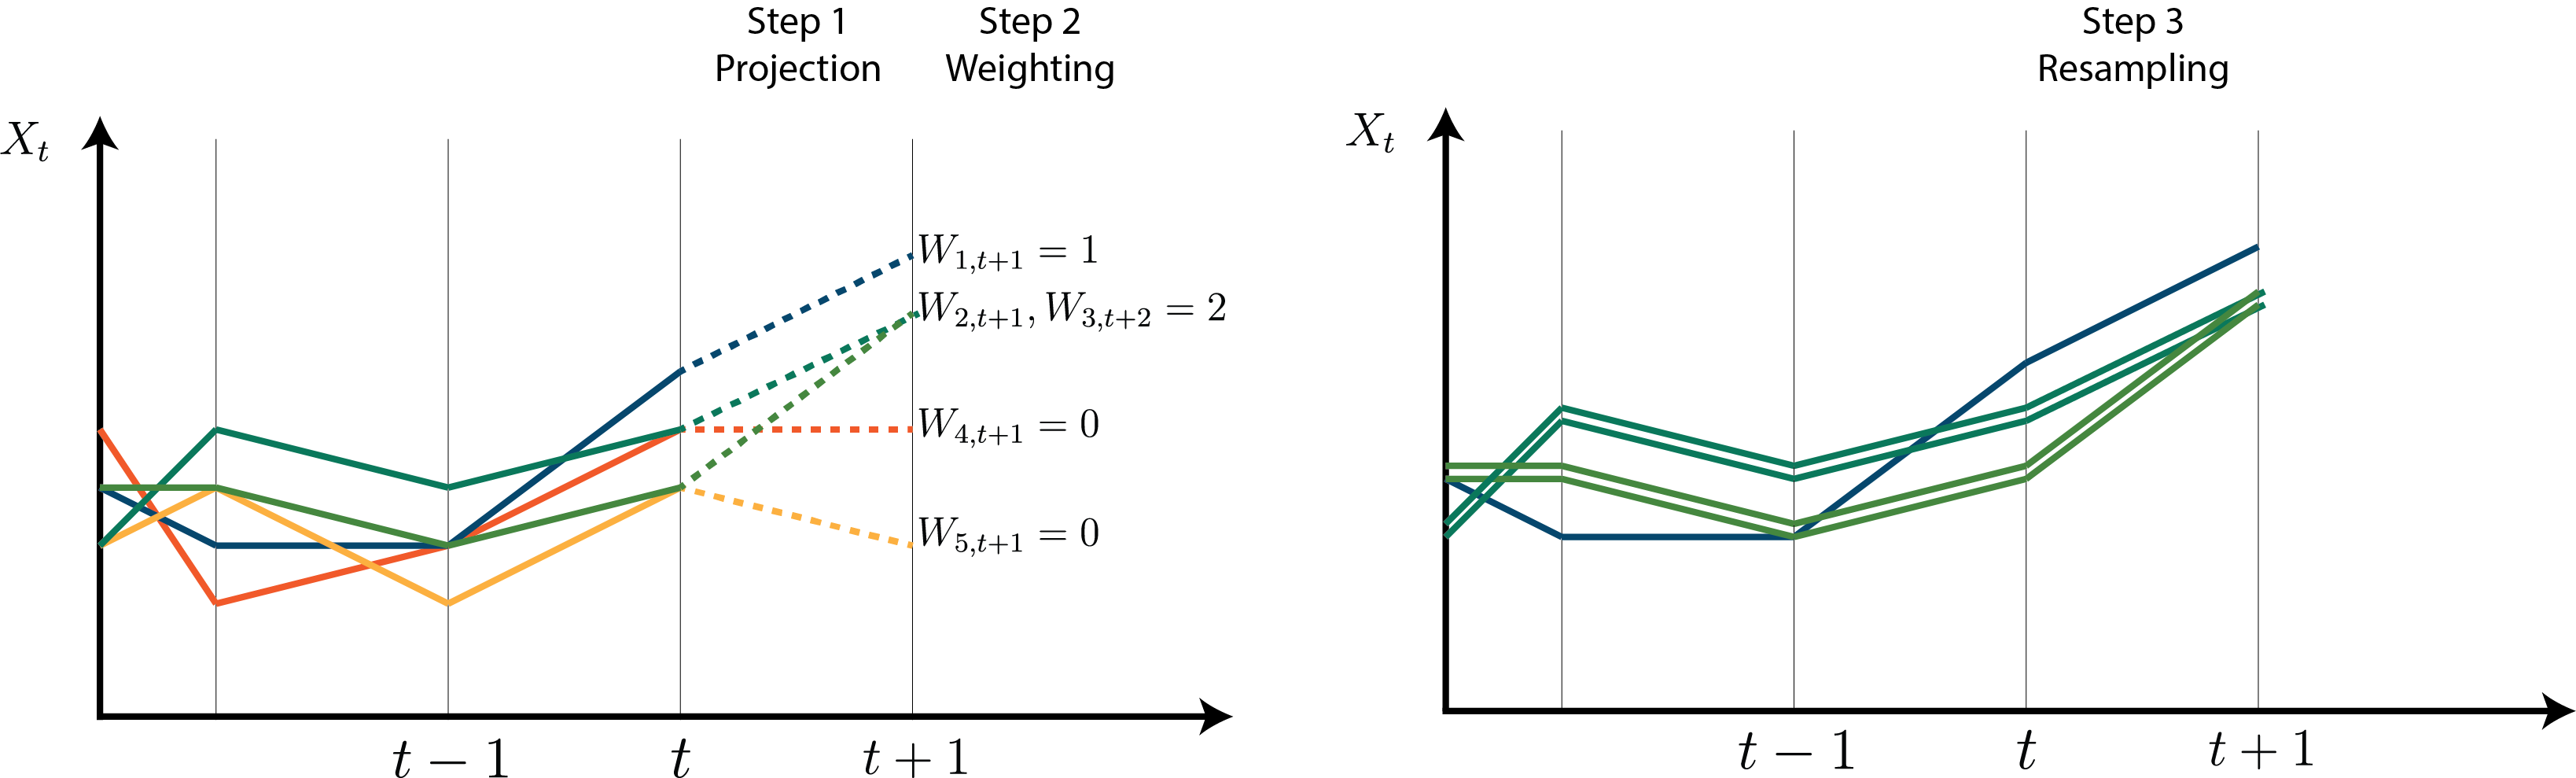 Step 1
Projection
Step 2
Weighting
X_t
W_{1,t+1} = 1
W_{2,t+1}, W_{3,t+2} = 2
W_{4,t+1} = 0
W_{5,t+1} = 0
t − 1
t
t + 1
Step 3
Resampling
X_t
t − 1
t
t + 1